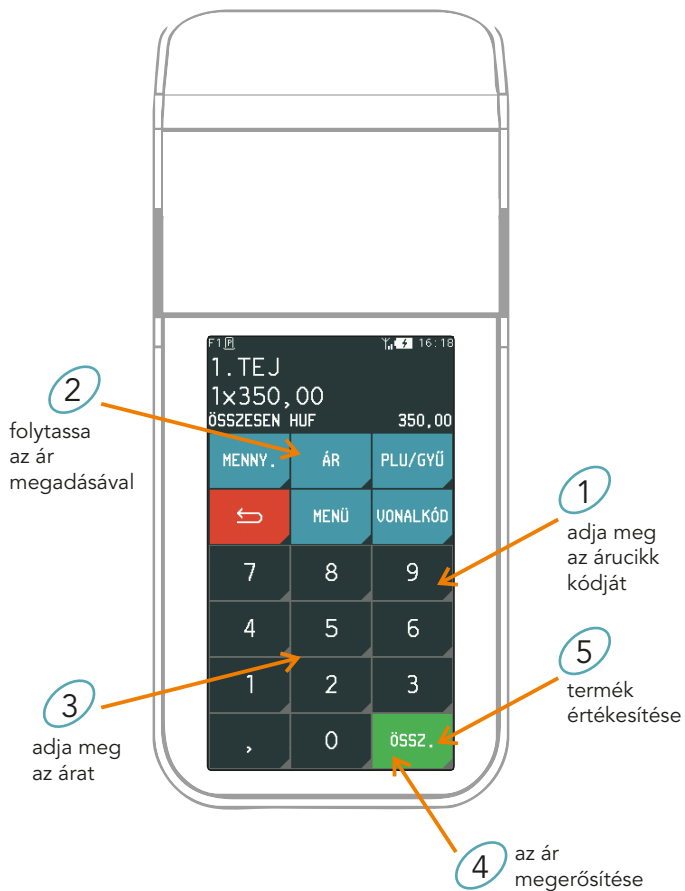 F1 P 16:18
1.TEJ
1x350,00
ÖSSZESEN HUF 350,00
MENNY. ÁR PLU/GYŰ
MENÜ VONALKÓD
7 8 9
4 5 6
1 2 3
, 0 ÖSSZ.
1
adja meg
az árucikk
kódját
2
folytassa
az ár
megadásával
3
adja meg
az árat
4
az ár
megerősítése
5
termék
értékesítése